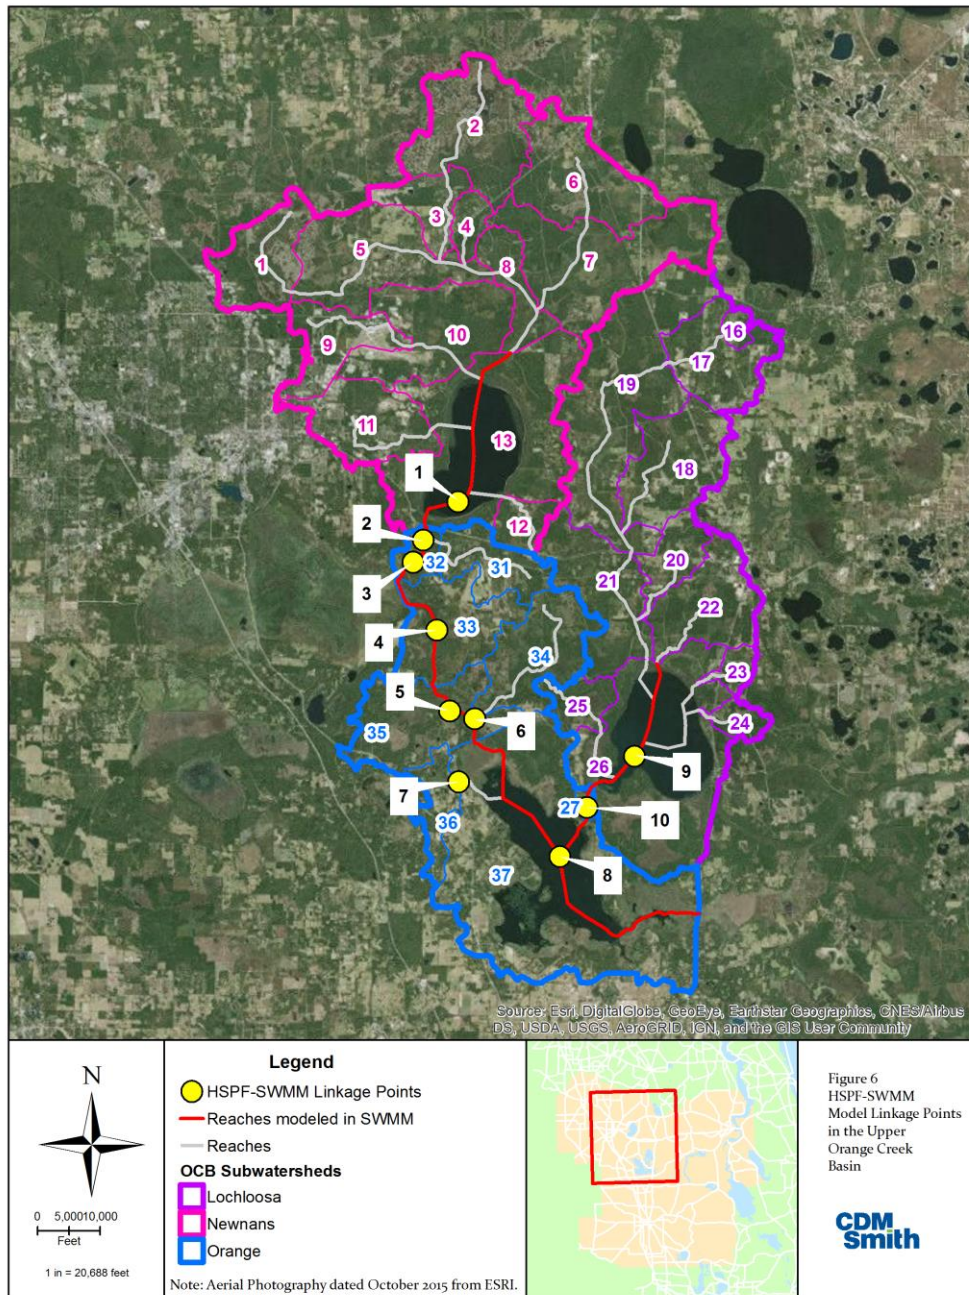 2
6
3
4
5
1
8
7
10
9
16
17
19
11
13
18
1
12
2
32
31
20
3
21
22
33
4
34
23
25
24
5
35
6
26
9
7
27
10
36
8
37
Source: Esri, DigitalGlobe, GeoEye, Earthstar Geographics, CNES/Airbus
DS, USDA, USGS, AeroGRID, IGN, and the GIS User Community
N
0 5,00010,000
Feet
1 in = 20,688 feet
Legend
HSPF-SWMM Linkage Points
Reaches modeled in SWMM
Reaches
OCB Subwatersheds
Lochloosa
Newnans
Orange
Note: Aerial Photography dated October 2015 from ESRI.
Figure 6
HSPF-SWMM
Model Linkage Points
in the Upper
Orange Creek
Basin
CDM
Smith